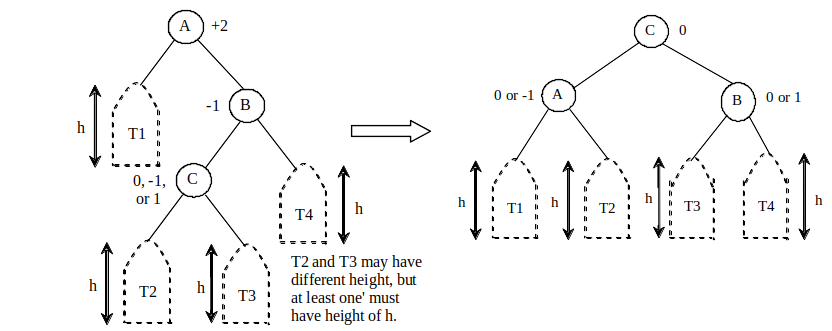 A +2
C 0
h
T1
-1 B
0 or -1 A
B 0 or 1
0, -1,
or 1
C
T4
h
h
T1
h
T2
h
T3
T4
h
h
T2
h
T3
T2 and T3 may have
different height, but
at least one' must
have height of h.